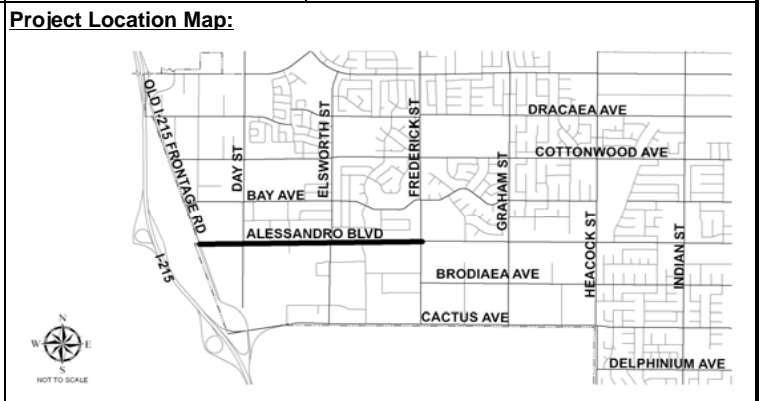 Project Location Map:
OLD I-215 FRONTAGE RD
DAY ST
ELSWORTH ST
FREDERICK ST
GRAHAM ST
HEACOCK ST
INDIAN ST
DRACAEA AVE
COTTONWOOD AVE
BAY AVE
ALESSANDRO BLVD
I-215
BRODIAEA AVE
CACTUS AVE
DELPHINIUM AVE
N
W E
S
NOT TO SCALE